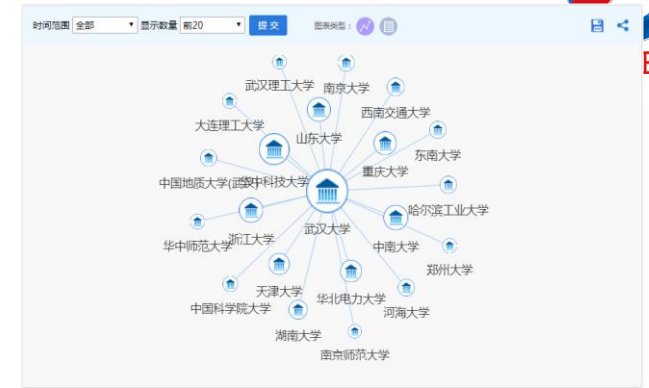 时间范围 全部 显示数量 前20 提交 图表类型：
武汉理工大学 南京大学
西南交通大学
大连理工大学
山东大学
东南大学
重庆大学
中国地质大学(武汉)
华中科技大学
哈尔滨工业大学
武汉大学
浙江大学
华中师范大学
中南大学
郑州大学
天津大学
华北电力大学
中国科学院大学
河海大学
湖南大学
南京师范大学